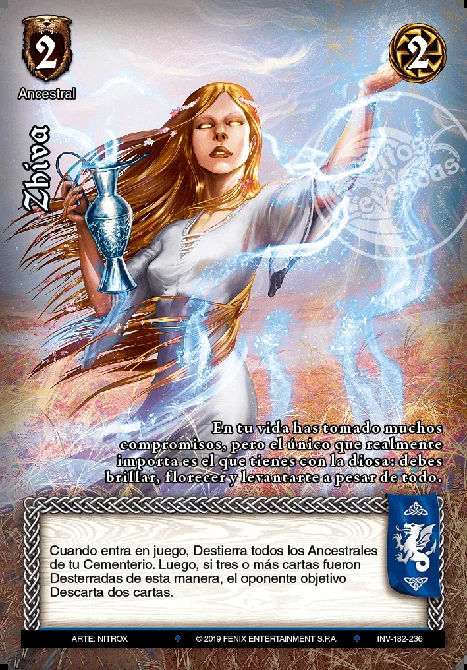 2
2
Ancestral
Zhiva
En tu vida has tomado muchos
compromisos, pero el único que realmente
importa es el que tienes con la diosa: debes
brillar, florecer y levantarte a pesar de todo.
Cuando entra en juego, Destierra todos los Ancestrales
de tu Cementerio. Luego, si tres o más cartas fueron
Desterradas de esta manera, el oponente objetivo
Descarta dos cartas.
ARTE: NITROX © 2019 FENIX ENTERTAINMENT S.P.A INV-182-236